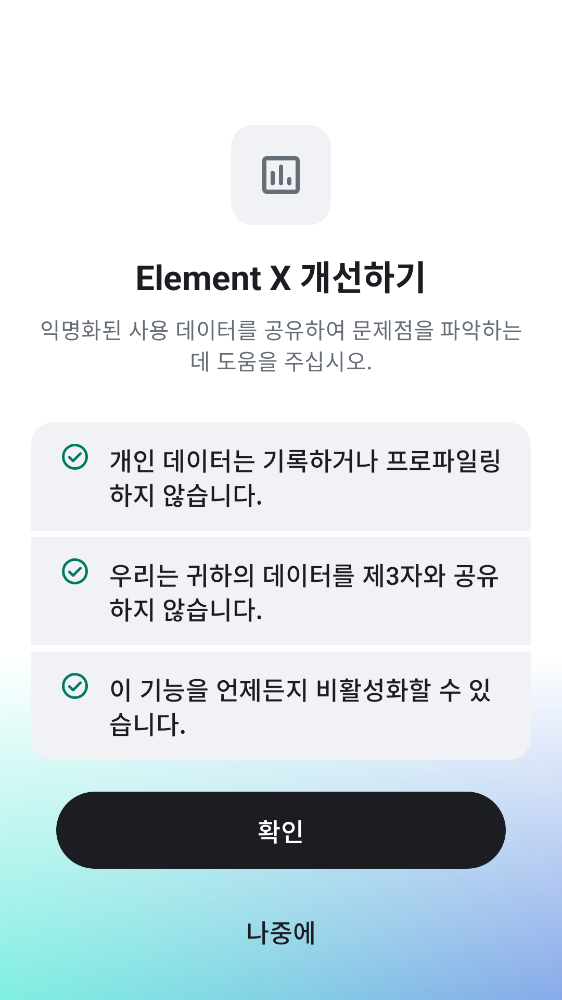 Element X 개선하기
익명화된 사용 데이터를 공유하여 문제점을 파악하는
데 도움을 주십시오.
개인 데이터는 기록하거나 프로파일링
하지 않습니다.
우리는 귀하의 데이터를 제3자와 공유
하지 않습니다.
이 기능을 언제든지 비활성화할 수 있
습니다.
확인
나중에